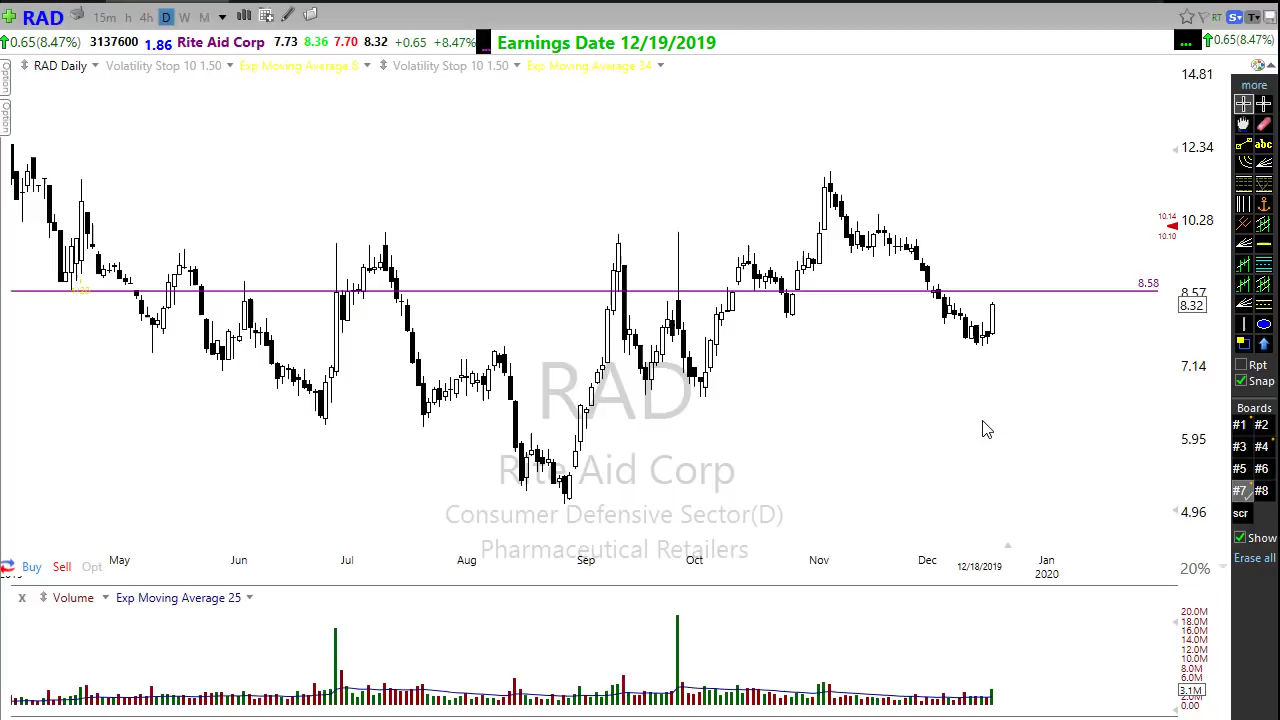 RAD 15m h 4h D W M RT S T
0.65(8.47%) 3137600 1.86 Rite Aid Corp 7.73 8.36 7.70 8.32 +0.65 +8.47% ... Earnings Date 12/19/2019 ... 0.65(8.47%)
RAD Daily Volatility Stop 10 1.50 Exp Moving Average 8 Volatility Stop 10 1.50 Exp Moving Average 34
Option
Option
14.81
12.34
10.28
10.14
10.10
8.58
8.57
8.32
7.14
5.95
4.96
RAD
Rite Aid Corp
Consumer Defensive Sector(D)
Pharmaceutical Retailers
May Jun Jul Aug Sep Oct Nov Dec 12/18/2019 Jan
2020
Buy Sell Opt
20%
X Volume Exp Moving Average 25
20.0M
18.0M
16.0M
14.0M
12.0M
10.0M
8.0M
6.0M
3.1M
2.0M
0.00
more
abc
Rpt
Snap
Boards
#1 #2
#3 #4
#5 #6
#7 #8
scr
Show
Erase all